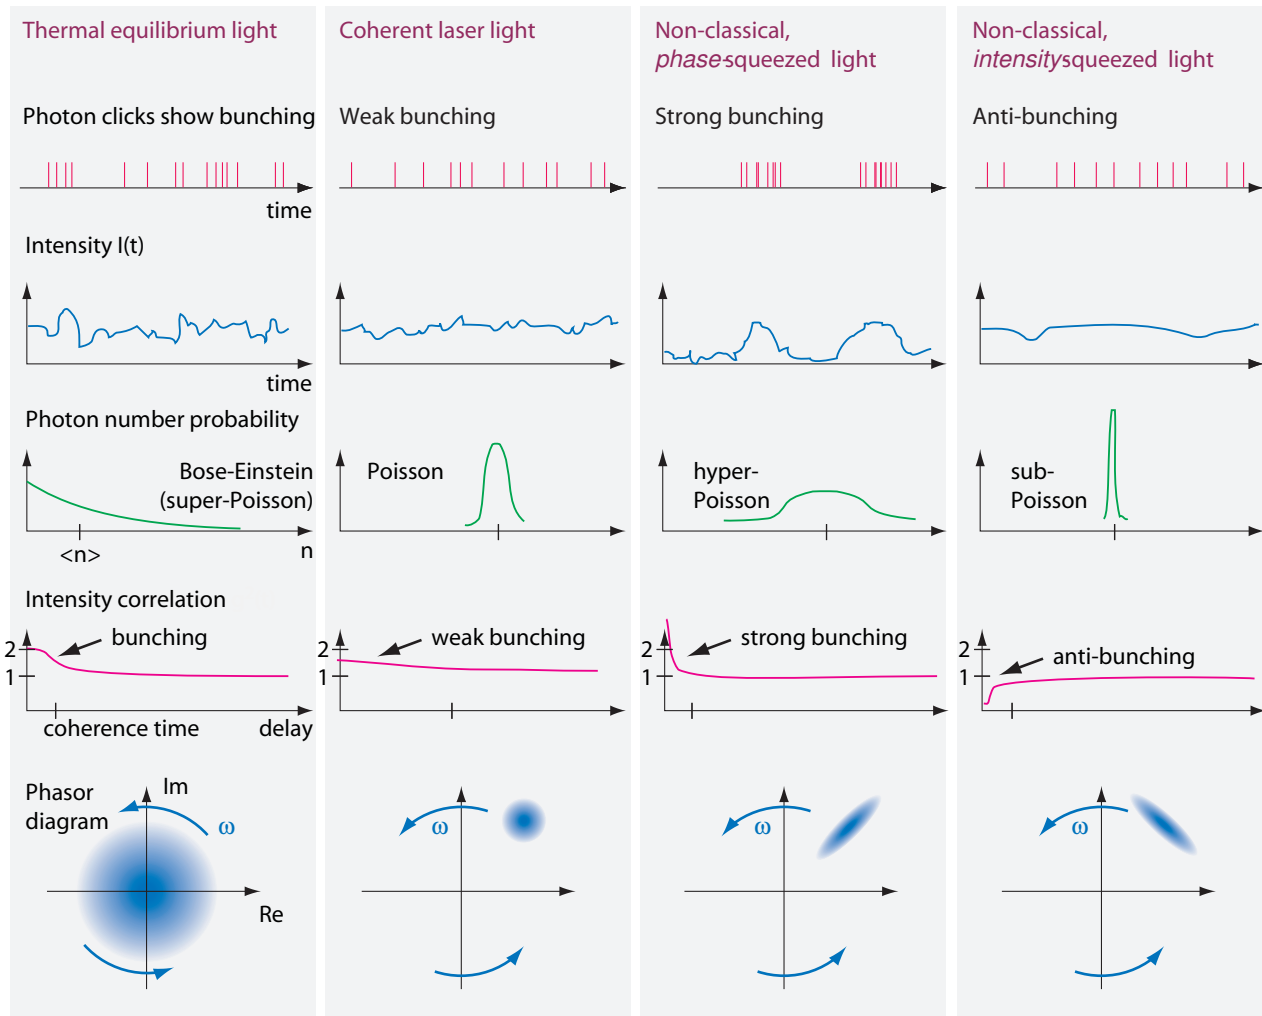 Thermal equilibrium light
Coherent laser light
Non-classical,
phase-squeezed light
Non-classical,
intensitysqueezed light
Photon clicks show bunching
Weak bunching
Strong bunching
Anti-bunching
time
Intensity I(t)
time
Photon number probability
Bose-Einstein
(super-Poisson)
<n>
n
Poisson
hyper-
Poisson
sub-
Poisson
Intensity correlation
2
1
bunching
coherence time
delay
2
1
weak bunching
2
1
strong bunching
1
anti-bunching
Phasor
diagram
Im
ω
Re
ω
ω
ω